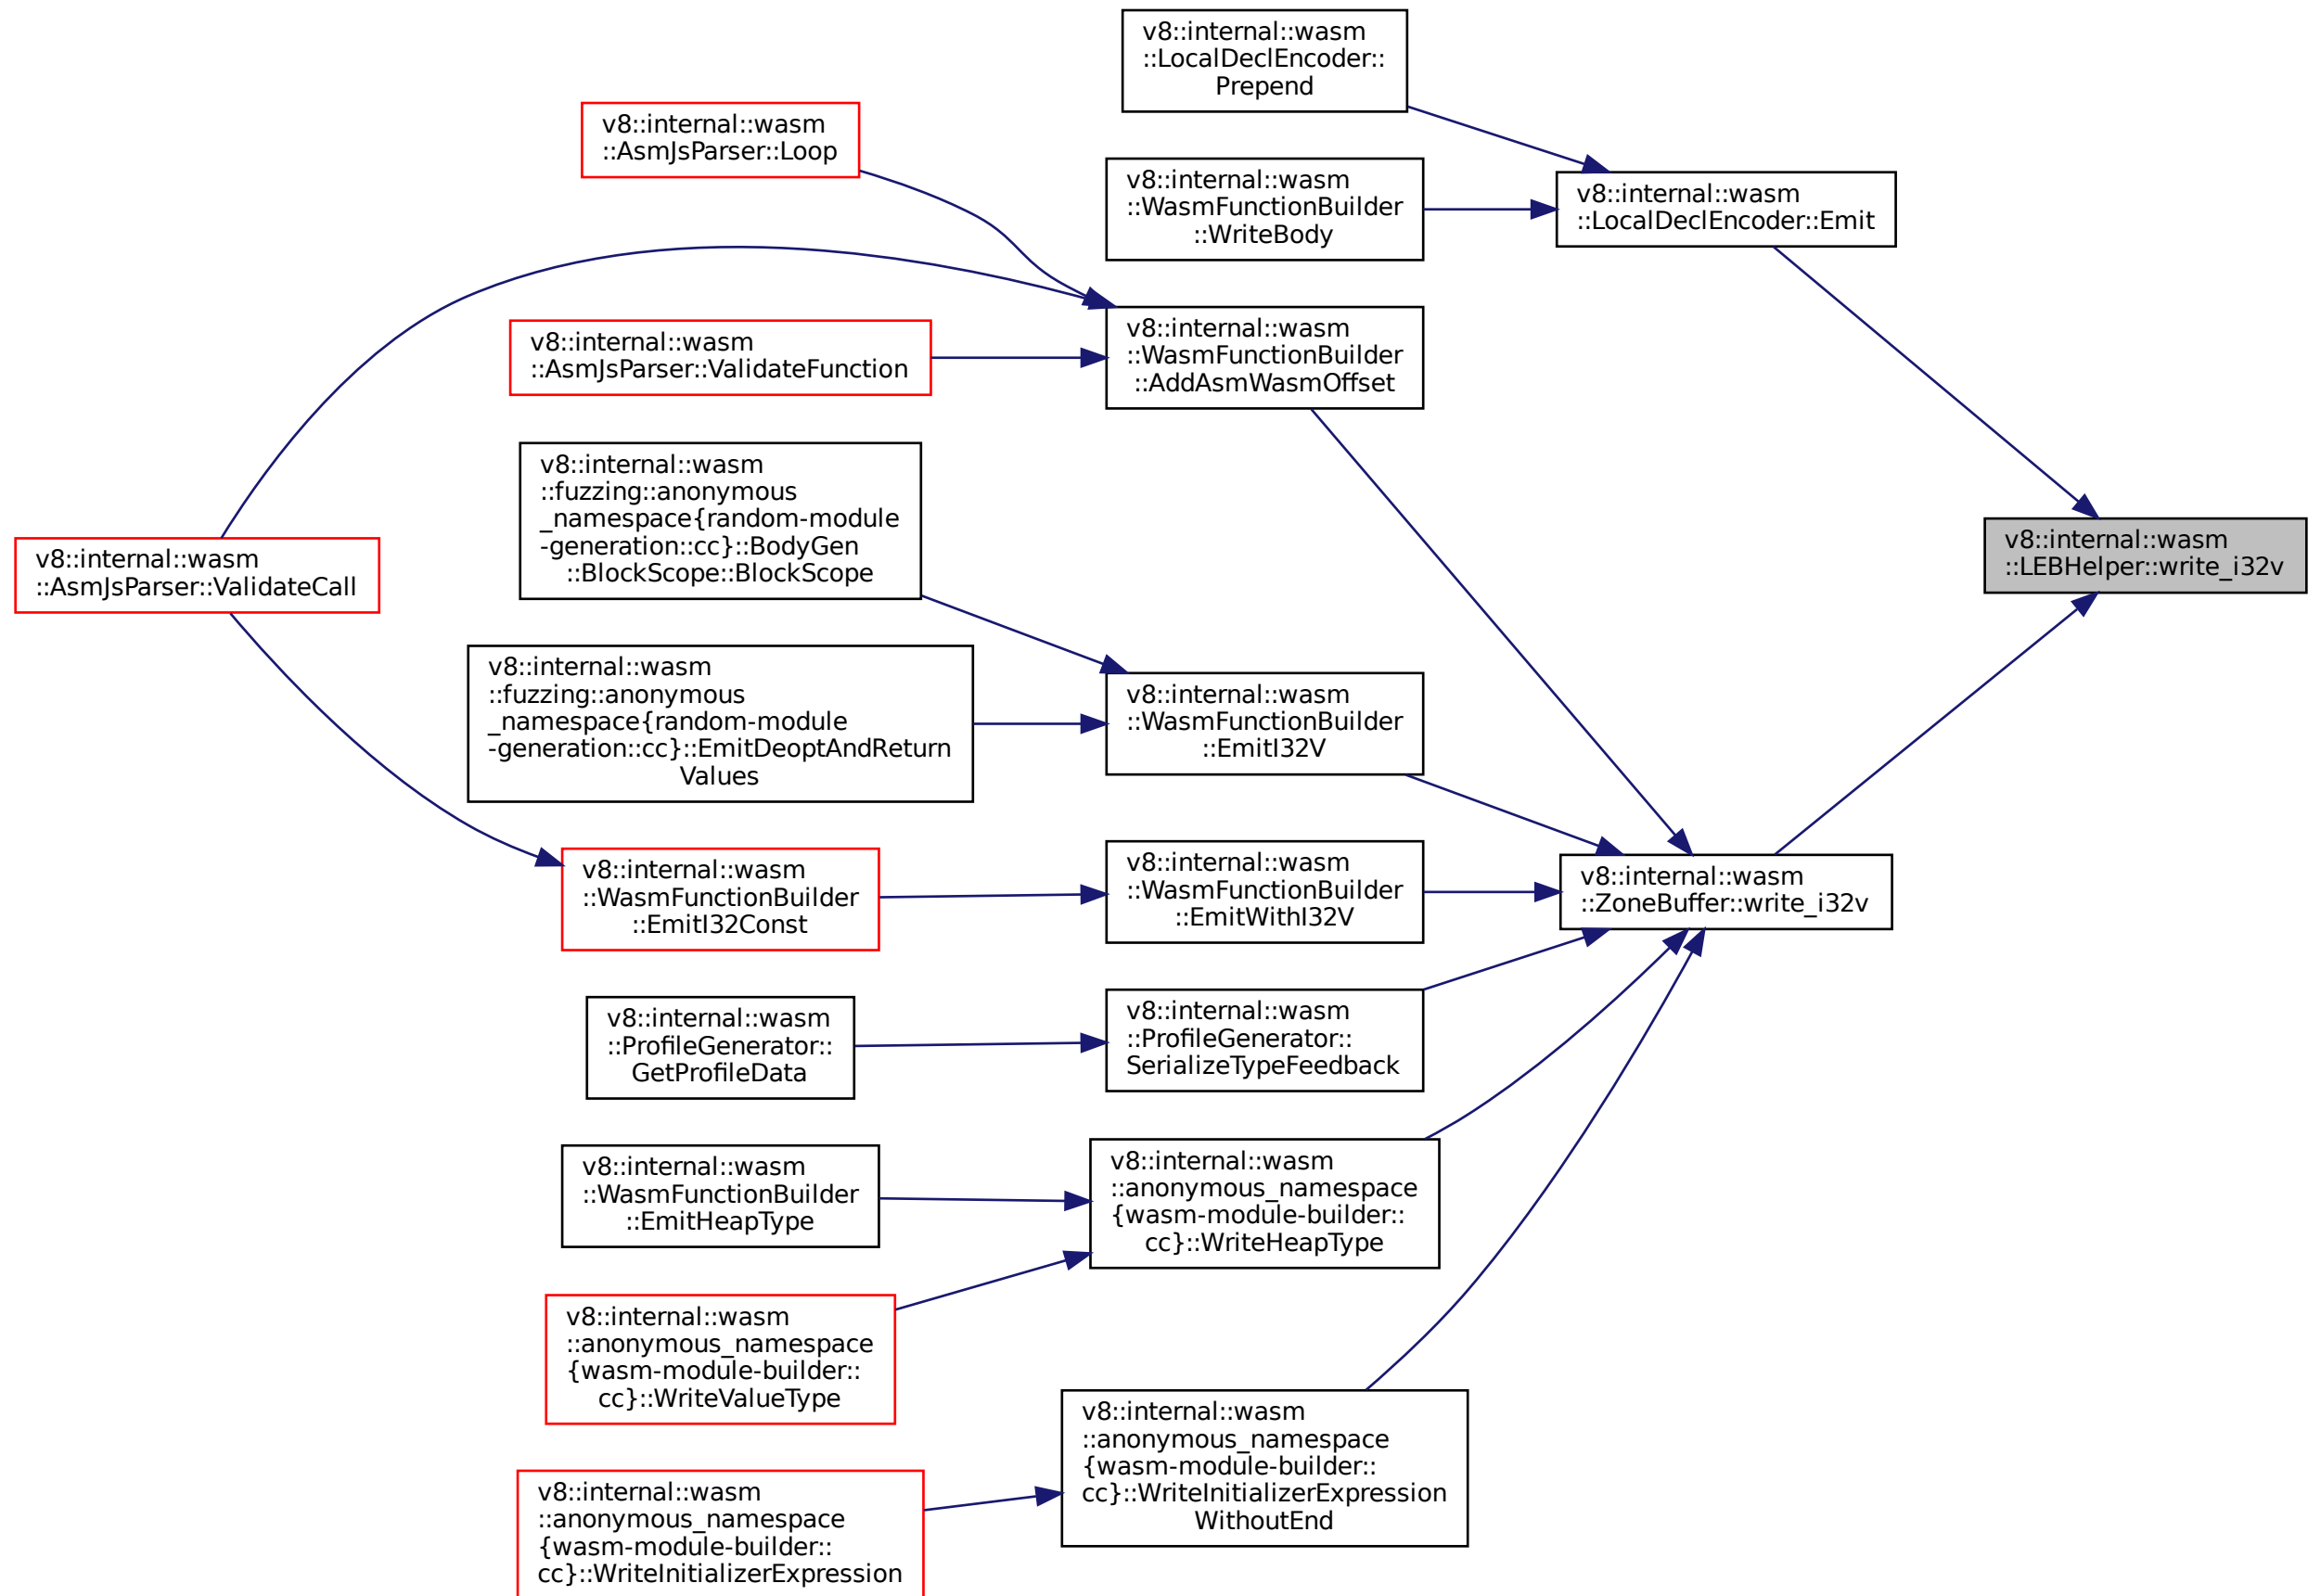 v8::internal::wasm
::LocalDeclEncoder::
Prepend
v8::internal::wasm
::AsmJsParser::Loop
v8::internal::wasm
::WasmFunctionBuilder
::WriteBody
v8::internal::wasm
::LocalDeclEncoder::Emit
v8::internal::wasm
::AsmJsParser::ValidateFunction
v8::internal::wasm
::WasmFunctionBuilder
::AddAsmWasmOffset
v8::internal::wasm
::fuzzing::anonymous
_namespace{random-module
-generation::cc}::BodyGen
::BlockScope::BlockScope
v8::internal::wasm
::AsmJsParser::ValidateCall
v8::internal::wasm
::LEBHelper::write_i32v
v8::internal::wasm
::fuzzing::anonymous
_namespace{random-module
-generation::cc}::EmitDeoptAndReturn
Values
v8::internal::wasm
::WasmFunctionBuilder
::EmitI32V
v8::internal::wasm
::WasmFunctionBuilder
::EmitI32Const
v8::internal::wasm
::WasmFunctionBuilder
::EmitWithI32V
v8::internal::wasm
::ZoneBuffer::write_i32v
v8::internal::wasm
::ProfileGenerator::
GetProfileData
v8::internal::wasm
::ProfileGenerator::
SerializeTypeFeedback
v8::internal::wasm
::WasmFunctionBuilder
::EmitHeapType
v8::internal::wasm
::anonymous_namespace
{wasm-module-builder::
cc}::WriteHeapType
v8::internal::wasm
::anonymous_namespace
{wasm-module-builder::
cc}::WriteValueType
v8::internal::wasm
::anonymous_namespace
{wasm-module-builder::
cc}::WriteInitializerExpression
WithoutEnd
v8::internal::wasm
::anonymous_namespace
{wasm-module-builder::
cc}::WriteInitializerExpression